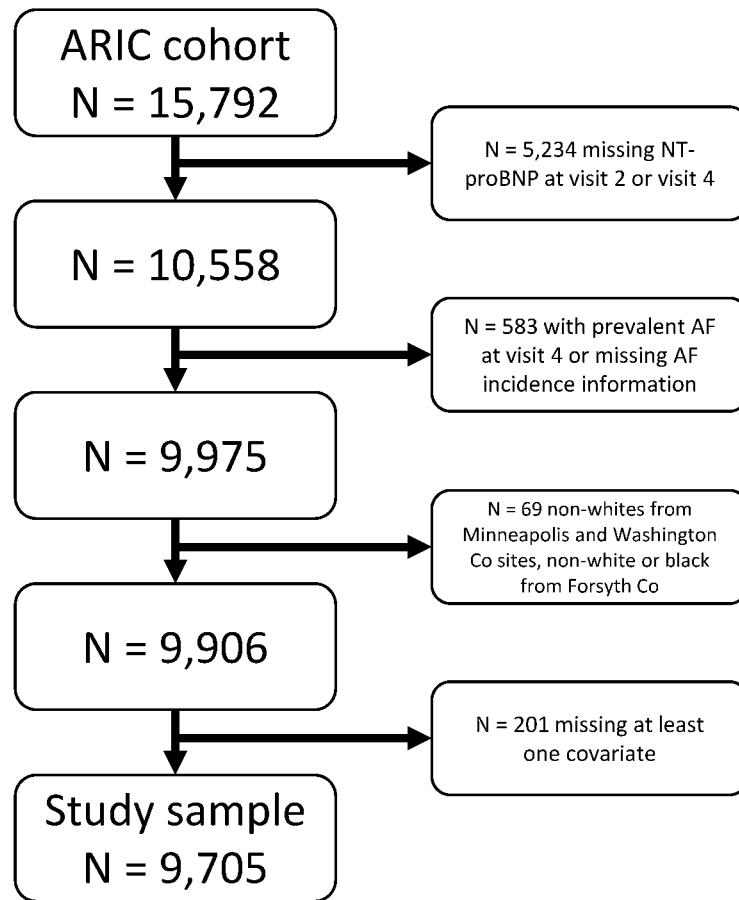 ARIC cohort
N = 15,792
N = 5,234 missing NT-
proBNP at visit 2 or visit 4
N = 10,558
N = 583 with prevalent AF
at visit 4 or missing AF
incidence information
N = 9,975
N = 69 non-whites from
Minneapolis and Washington
Co sites, non-white or black
from Forsyth Co
N = 9,906
N = 201 missing at least
one covariate
Study sample
N = 9,705